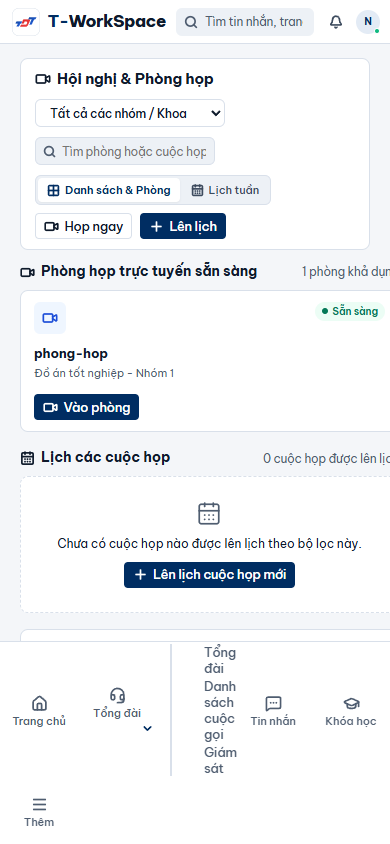 TDT
T-WorkSpace
Tìm tin nhắn, tran
N
Hội nghị & Phòng họp
Tất cả các nhóm / Khoa
Tìm phòng hoặc cuộc họp
Danh sách & Phòng
Lịch tuần
Họp ngay
Lên lịch
Phòng họp trực tuyến sẵn sàng
1 phòng khả dụn
Sẵn sàng
phong-hop
Đồ án tốt nghiệp - Nhóm 1
Vào phòng
Lịch các cuộc họp
0 cuộc họp được lên lịc
Chưa có cuộc họp nào được lên lịch theo bộ lọc này.
Lên lịch cuộc họp mới
Trang chủ
Tổng đài
Tổng
đài
Danh
sách
cuộc
gọi
Giám
sát
Tin nhắn
Khóa học
Thêm